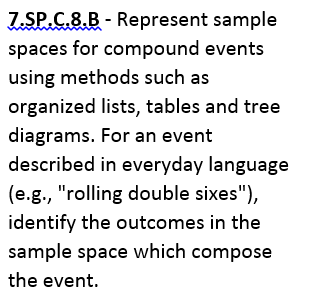 7.SP.C.8.B - Represent sample
spaces for compound events
using methods such as
organized lists, tables and tree
diagrams. For an event
described in everyday language
(e.g., "rolling double sixes"),
identify the outcomes in the
sample space which compose
the event.